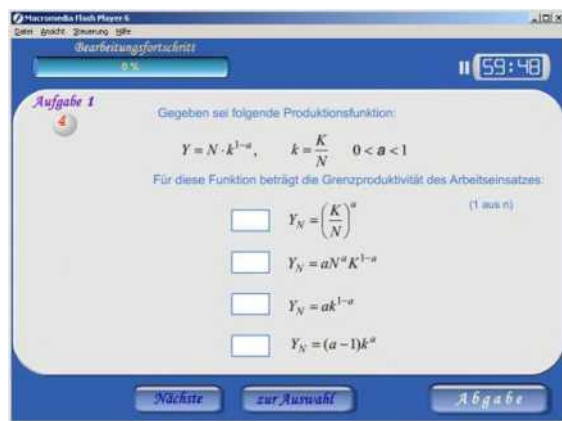 Macromedia Flash Player 6
Datei Ansicht Steuerung Hilfe
Bearbeitungsfortschritt
0 %
59:48
Aufgabe 1
4
Gegeben sei folgende Produktionsfunktion:
Y = N · k^{1-a}, k = K/N 0 < a < 1
Für diese Funktion beträgt die Grenzproduktivität des Arbeitseinsatzes:
(1 aus n)
Y_N = (K/N)^a
Y_N = aN^a K^{1-a}
Y_N = ak^{1-a}
Y_N = (a-1)k^a
Nächste
zur Auswahl
Abgabe